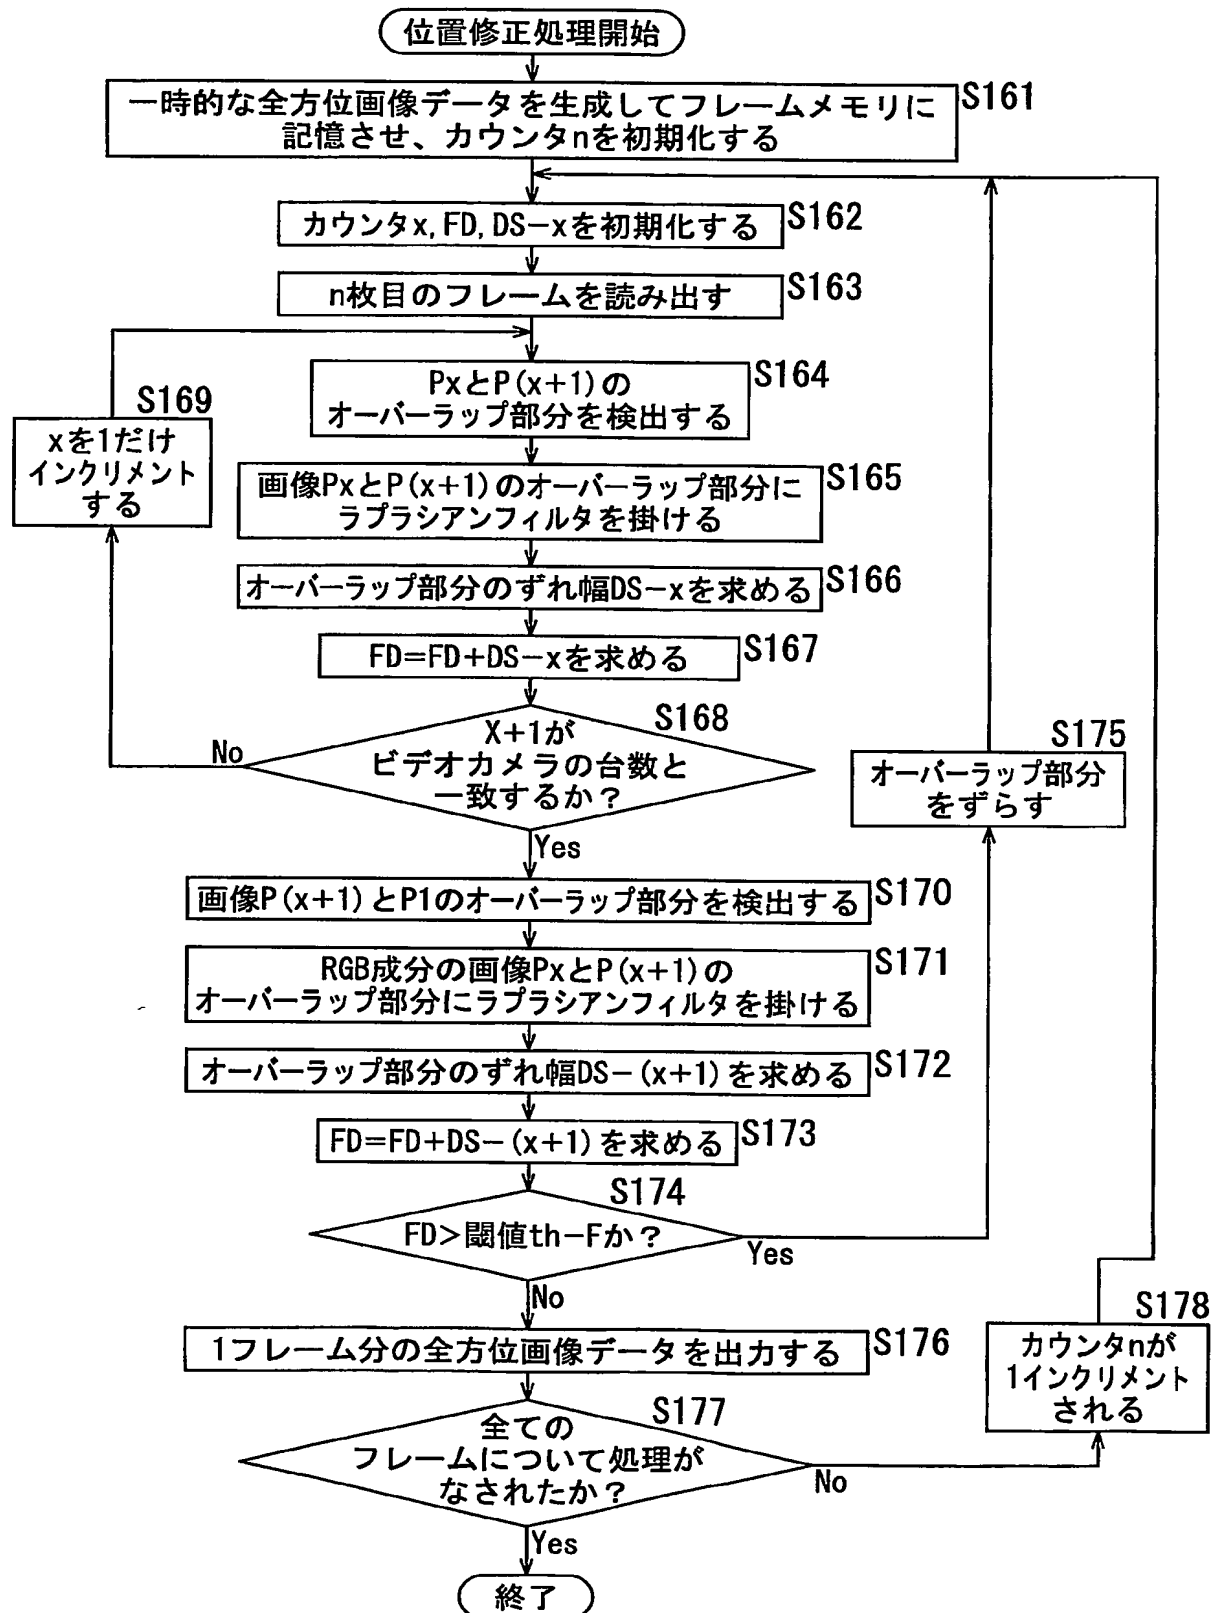 位置修正処理開始
S161
一時的な全方位画像データを生成してフレームメモリに
記憶させ、カウンタnを初期化する
S162
カウンタx,FD,DS-xを初期化する
S163
n枚目のフレームを読み出す
S164
PxとP(x+1)の
オーバーラップ部分を検出する
S169
xを1だけ
インクリメント
する
S165
画像PxとP(x+1)のオーバーラップ部分に
ラプラシアンフィルタを掛ける
S166
オーバーラップ部分のずれ幅DS-xを求める
S167
FD=FD+DS-xを求める
S168
X+1が
ビデオカメラの台数と
一致するか?
No
Yes
S175
オーバーラップ部分
をずらす
S170
画像P(x+1)とP1のオーバーラップ部分を検出する
S171
RGB成分の画像PxとP(x+1)の
オーバーラップ部分にラプラシアンフィルタを掛ける
S172
オーバーラップ部分のずれ幅DS-(x+1)を求める
S173
FD=FD+DS-(x+1)を求める
S174
FD>閾値th-Fか?
Yes
No
S176
1フレーム分の全方位画像データを出力する
S178
カウンタnが
1インクリメント
される
S177
全ての
フレームについて処理が
なされたか?
No
Yes
終了